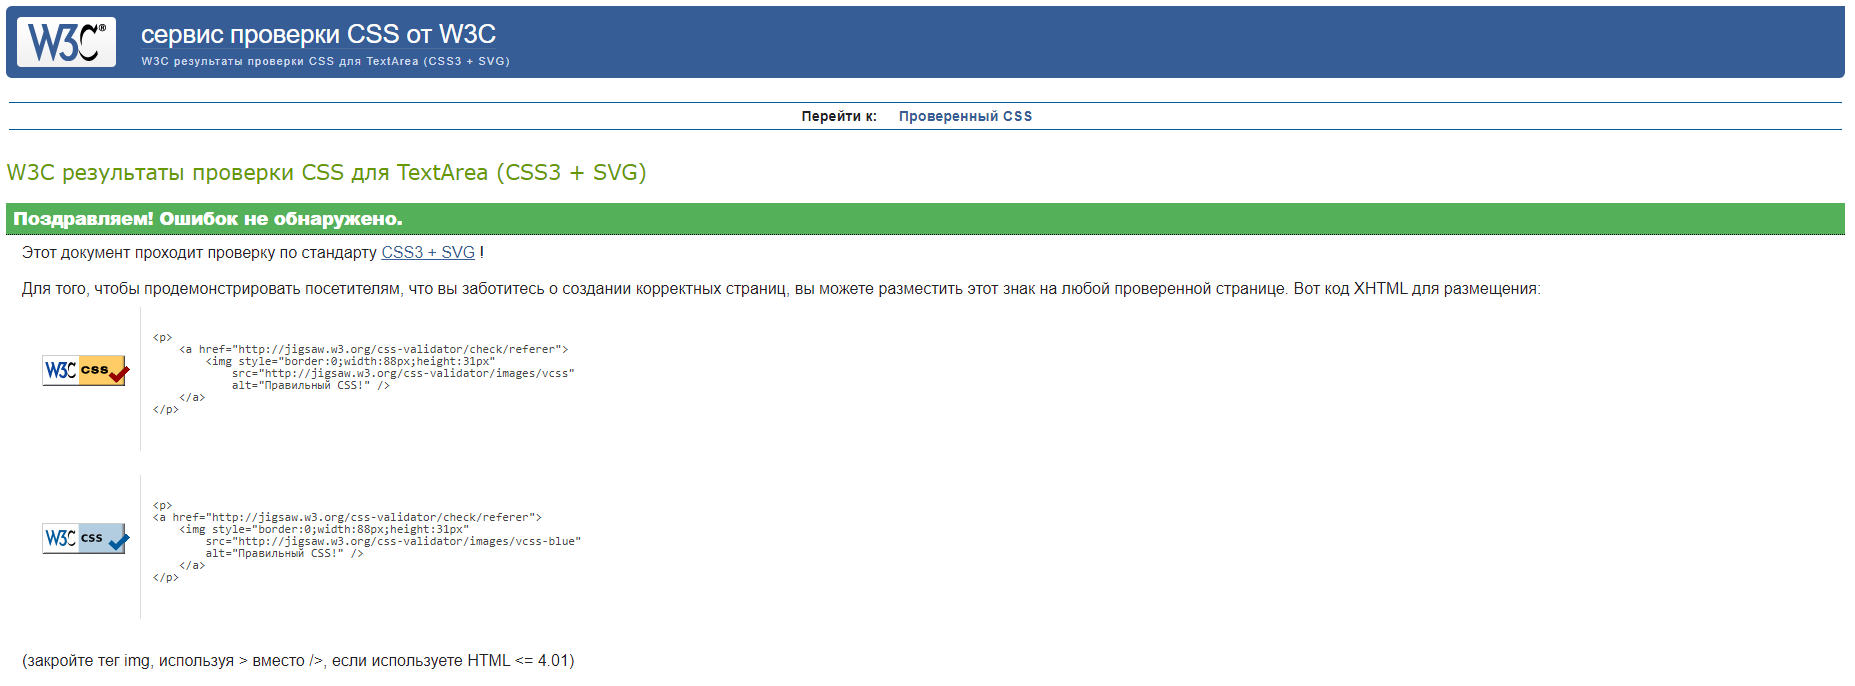 W3C®
сервис проверки CSS от W3C
W3C результаты проверки CSS для TextArea (CSS3 + SVG)
Перейти к: Проверенный CSS
W3C результаты проверки CSS для TextArea (CSS3 + SVG)
Поздравляем! Ошибок не обнаружено.
Этот документ проходит проверку по стандарту CSS3 + SVG !
Для того, чтобы продемонстрировать посетителям, что вы заботитесь о создании корректных страниц, вы можете разместить этот знак на любой проверенной странице. Вот код XHTML для размещения:
W3C css
<p>
<a href="http://jigsaw.w3.org/css-validator/check/referer">
<img style="border:0;width:88px;height:31px"
src="http://jigsaw.w3.org/css-validator/images/vcss"
alt="Правильный CSS!" />
</a>
</p>
W3C css
<p>
<a href="http://jigsaw.w3.org/css-validator/check/referer">
<img style="border:0;width:88px;height:31px"
src="http://jigsaw.w3.org/css-validator/images/vcss-blue"
alt="Правильный CSS!" />
</a>
</p>
(закройте тег img, используя > вместо />, если используете HTML <= 4.01)